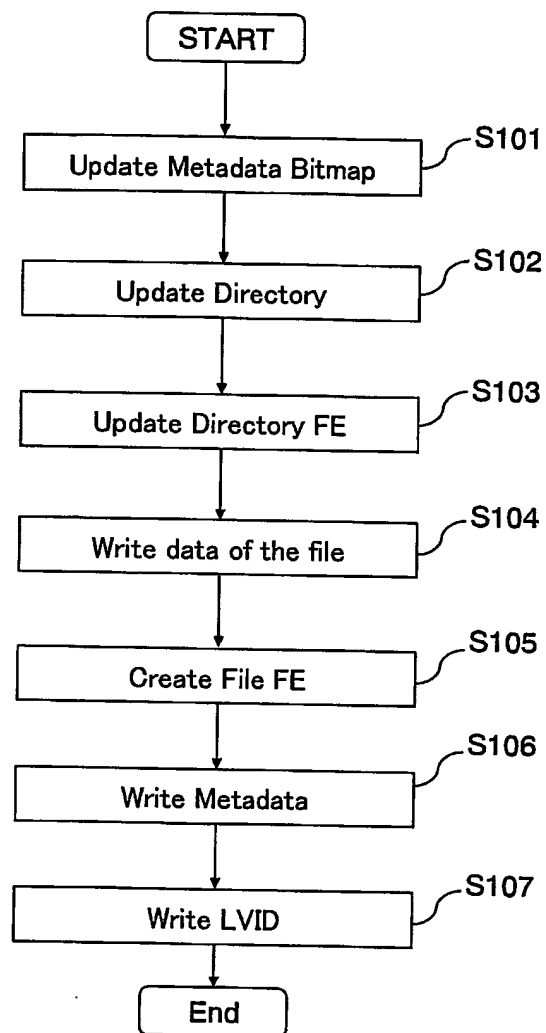 START
S101
Update Metadada Bitmap
S102
Update Directory
S103
Update Directory FE
S104
Write data of the file
S105
Create File FE
S106
Write Metadata
S107
Write LVID
End